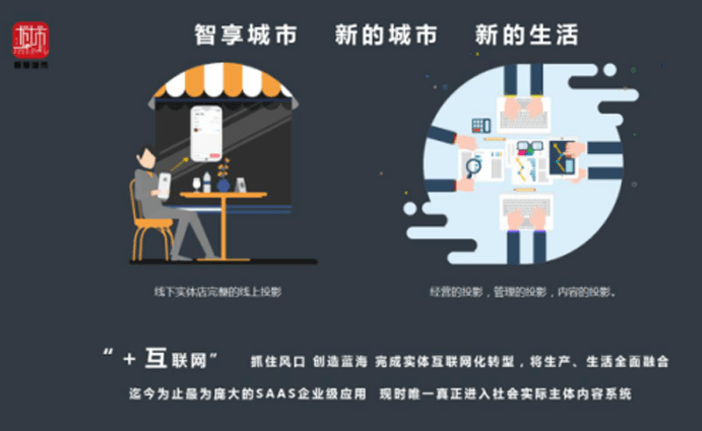 智享城市 新的城市 新的生活
线下实体店完整的线上投影
经营的投影，管理的投影，内容的投影。
“ + 互联网” 抓住风口 创造蓝海 完成实体互联网化转型，将生产、生活全面融合
迄今为止最为庞大的SAAS企业级应用 现时唯一真正进入社会实际主体内容系统